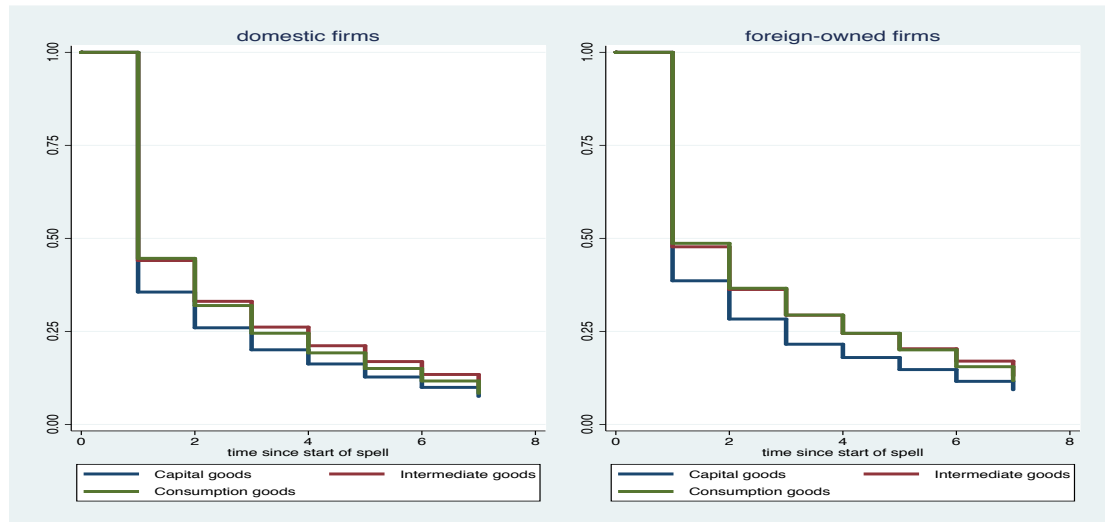 domestic firms
1.00
0.75
0.50
0.25
0.00
0 2 4 6 8
time since start of spell
Capital goods Intermediate goods
Consumption goods
foreign-owned firms
1.00
0.75
0.50
0.25
0.00
0 2 4 6 8
time since start of spell
Capital goods Intermediate goods
Consumption goods